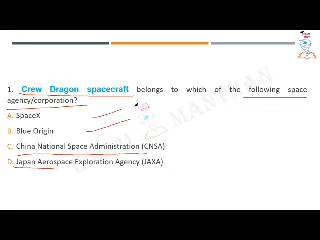 1. Crew Dragon spacecraft belongs to which of the following space
agency/corporation?
A. SpaceX
B. Blue Origin
C. China National Space Administration (CNSA)
D. Japan Aerospace Exploration Agency (JAXA)